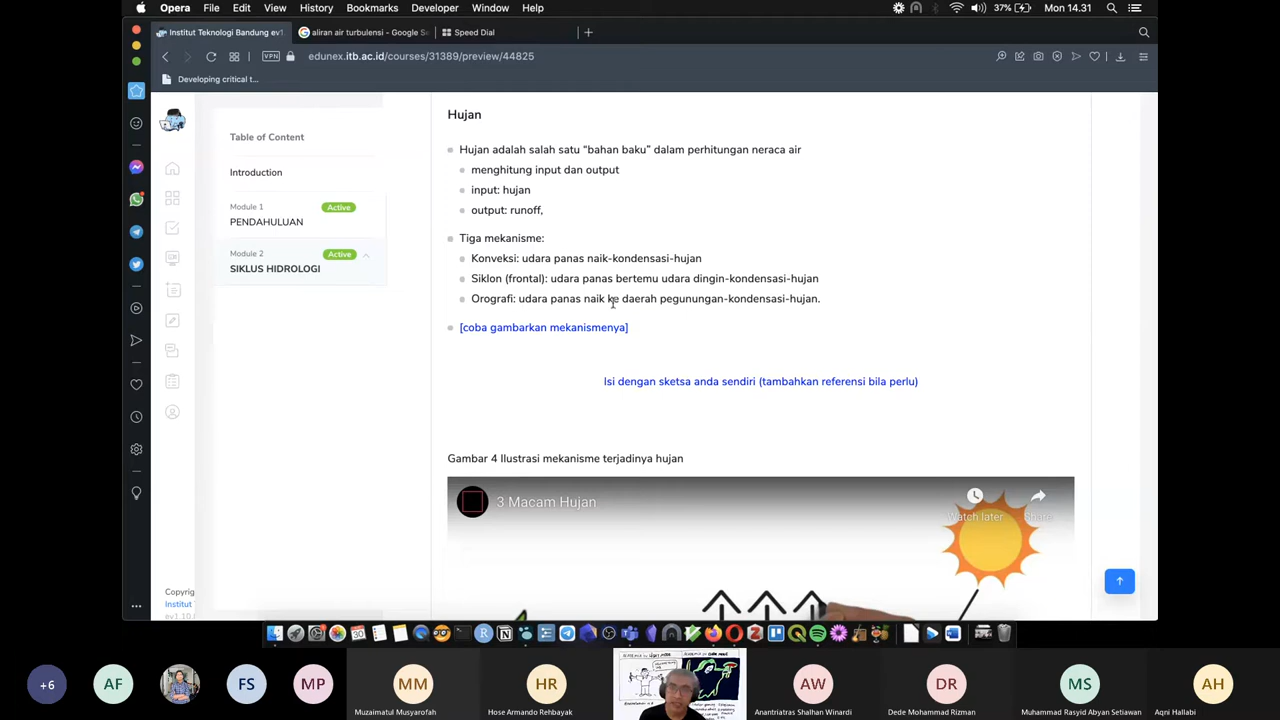 Opera File Edit View History Bookmarks Developer Window Help 37% Mon 14.31
Institut Teknologi Bandung ev1 aliran air turbulensi - Google Se Speed Dial
VPN edunex.itb.ac.id/courses/31389/preview/44825
Developing critical t...
Table of Content
Introduction
Module 1 Active
PENDAHULUAN
Module 2 Active
SIKLUS HIDROLOGI
Copyrig
Institut
ev1.10
Hujan
Hujan adalah salah satu “bahan baku” dalam perhitungan neraca air
menghitung input dan output
input: hujan
output: runoff,
Tiga mekanisme:
Konveksi: udara panas naik-kondensasi-hujan
Siklon (frontal): udara panas bertemu udara dingin-kondensasi-hujan
Orografi: udara panas naik ke daerah pegunungan-kondensasi-hujan.
[coba gambarkan mekanismenya]
Isi dengan sketsa anda sendiri (tambahkan referensi bila perlu)
Gambar 4 Ilustrasi mekanisme terjadinya hujan
3 Macam Hujan
Watch later Share
+6 AF FS MP MM HR AW DR MS AH
Muzaimatul Musyarofah Hose Armando Rehbayak Anantriatras Shalhan Winardi Dede Mohammad Rizman Muhammad Rasyid Abyan Setiawan Aqni Hallabi